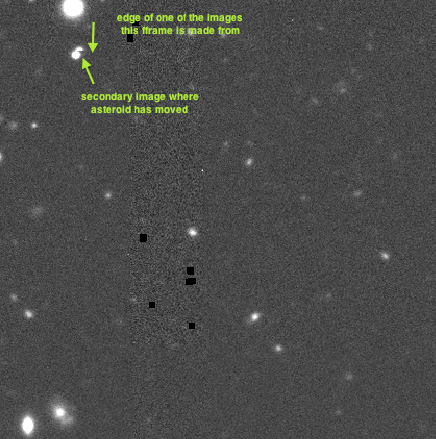 edge of one of the images
this fframe is made from
secondary image where
asteroid has moved